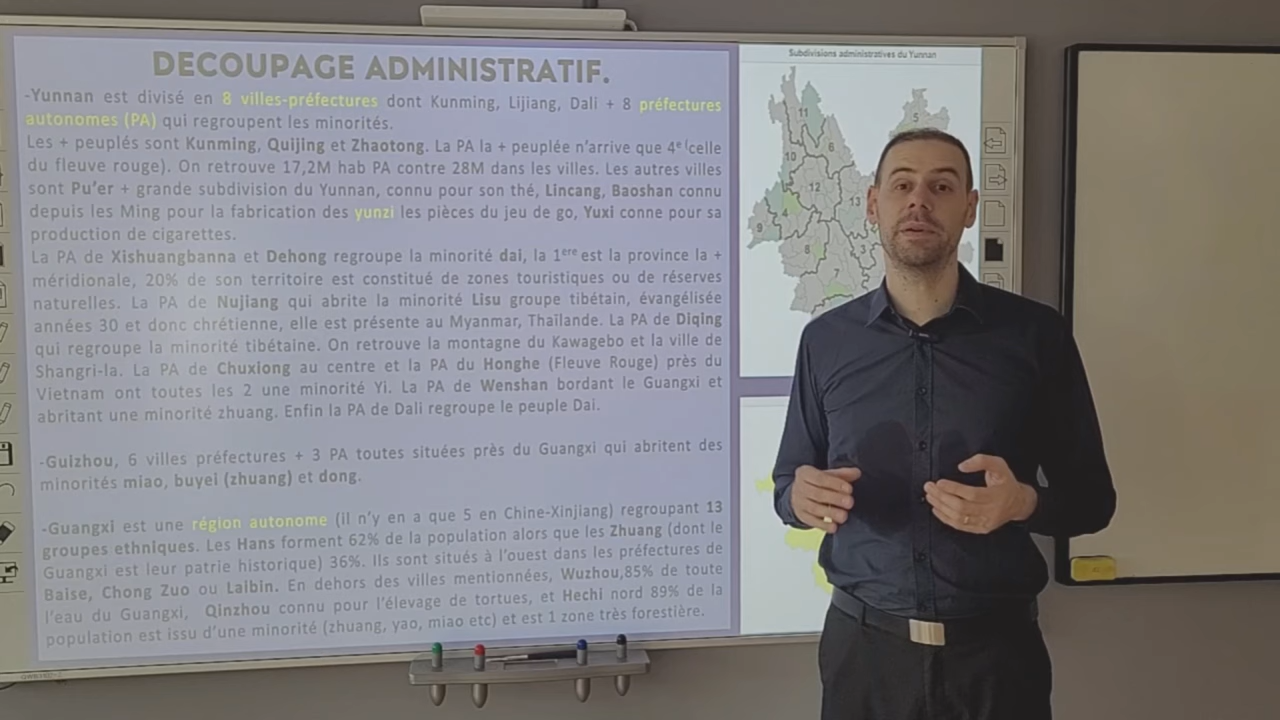 DECOUPAGE ADMINISTRATIF.
-Yunnan est divisé en 8 villes-préfectures dont Kunming, Lijiang, Dali + 8 préfectures
autonomes (PA) qui regroupent les minorités.
Les + peuplés sont Kunming, Quijing et Zhaotong. La PA la + peuplée n’arrive que 4e (celle
du fleuve rouge). On retrouve 17,2M hab PA contre 28M dans les villes. Les autres villes
sont Pu’er + grande subdivision du Yunnan, connu pour son thé, Lincang, Baoshan connu
depuis les Ming pour la fabrication des yunzi les pièces du jeu de go, Yuxi conne pour sa
production de cigarettes.
La PA de Xishuangbanna et Dehong regroupe la minorité dai, la 1ere est la province la +
méridionale, 20% de son territoire est constitué de zones touristiques ou de réserves
naturelles. La PA de Nujiang qui abrite la minorité Lisu groupe tibétain, évangélisée
années 30 et donc chrétienne, elle est présente au Myanmar, Thaïlande. La PA de Diqing
qui regroupe la minorité tibétaine. On retrouve la montagne du Kawagebo et la ville de
Shangri-la. La PA de Chuxiong au centre et la PA du Honghe (Fleuve Rouge) près du
Vietnam ont toutes les 2 une minorité Yi. La PA de Wenshan bordant le Guangxi et
abritant une minorité zhuang. Enfin la PA de Dali regroupe le peuple Dai.
-Guizhou, 6 villes préfectures + 3 PA toutes situées près du Guangxi qui abritent des
minorités miao, buyei (zhuang) et dong.
-Guangxi est une région autonome (il n’y en a que 5 en Chine-Xinjiang) regroupant 13
groupes ethniques. Les Hans forment 62% de la population alors que les Zhuang (dont le
Guangxi est leur patrie historique) 36%. Ils sont situés à l’ouest dans les préfectures de
Baise, Chong Zuo ou Laibin. En dehors des villes mentionnées, Wuzhou,85% de toute
l’eau du Guangxi, Qinzhou connu pour l’élevage de tortues, et Hechi nord 89% de la
population est issu d’une minorité (zhuang, yao, miao etc) et est 1 zone très forestière.
Subdivisions administratives du Yunnan
11
5
6
10
12
13
4
9
8
3
7